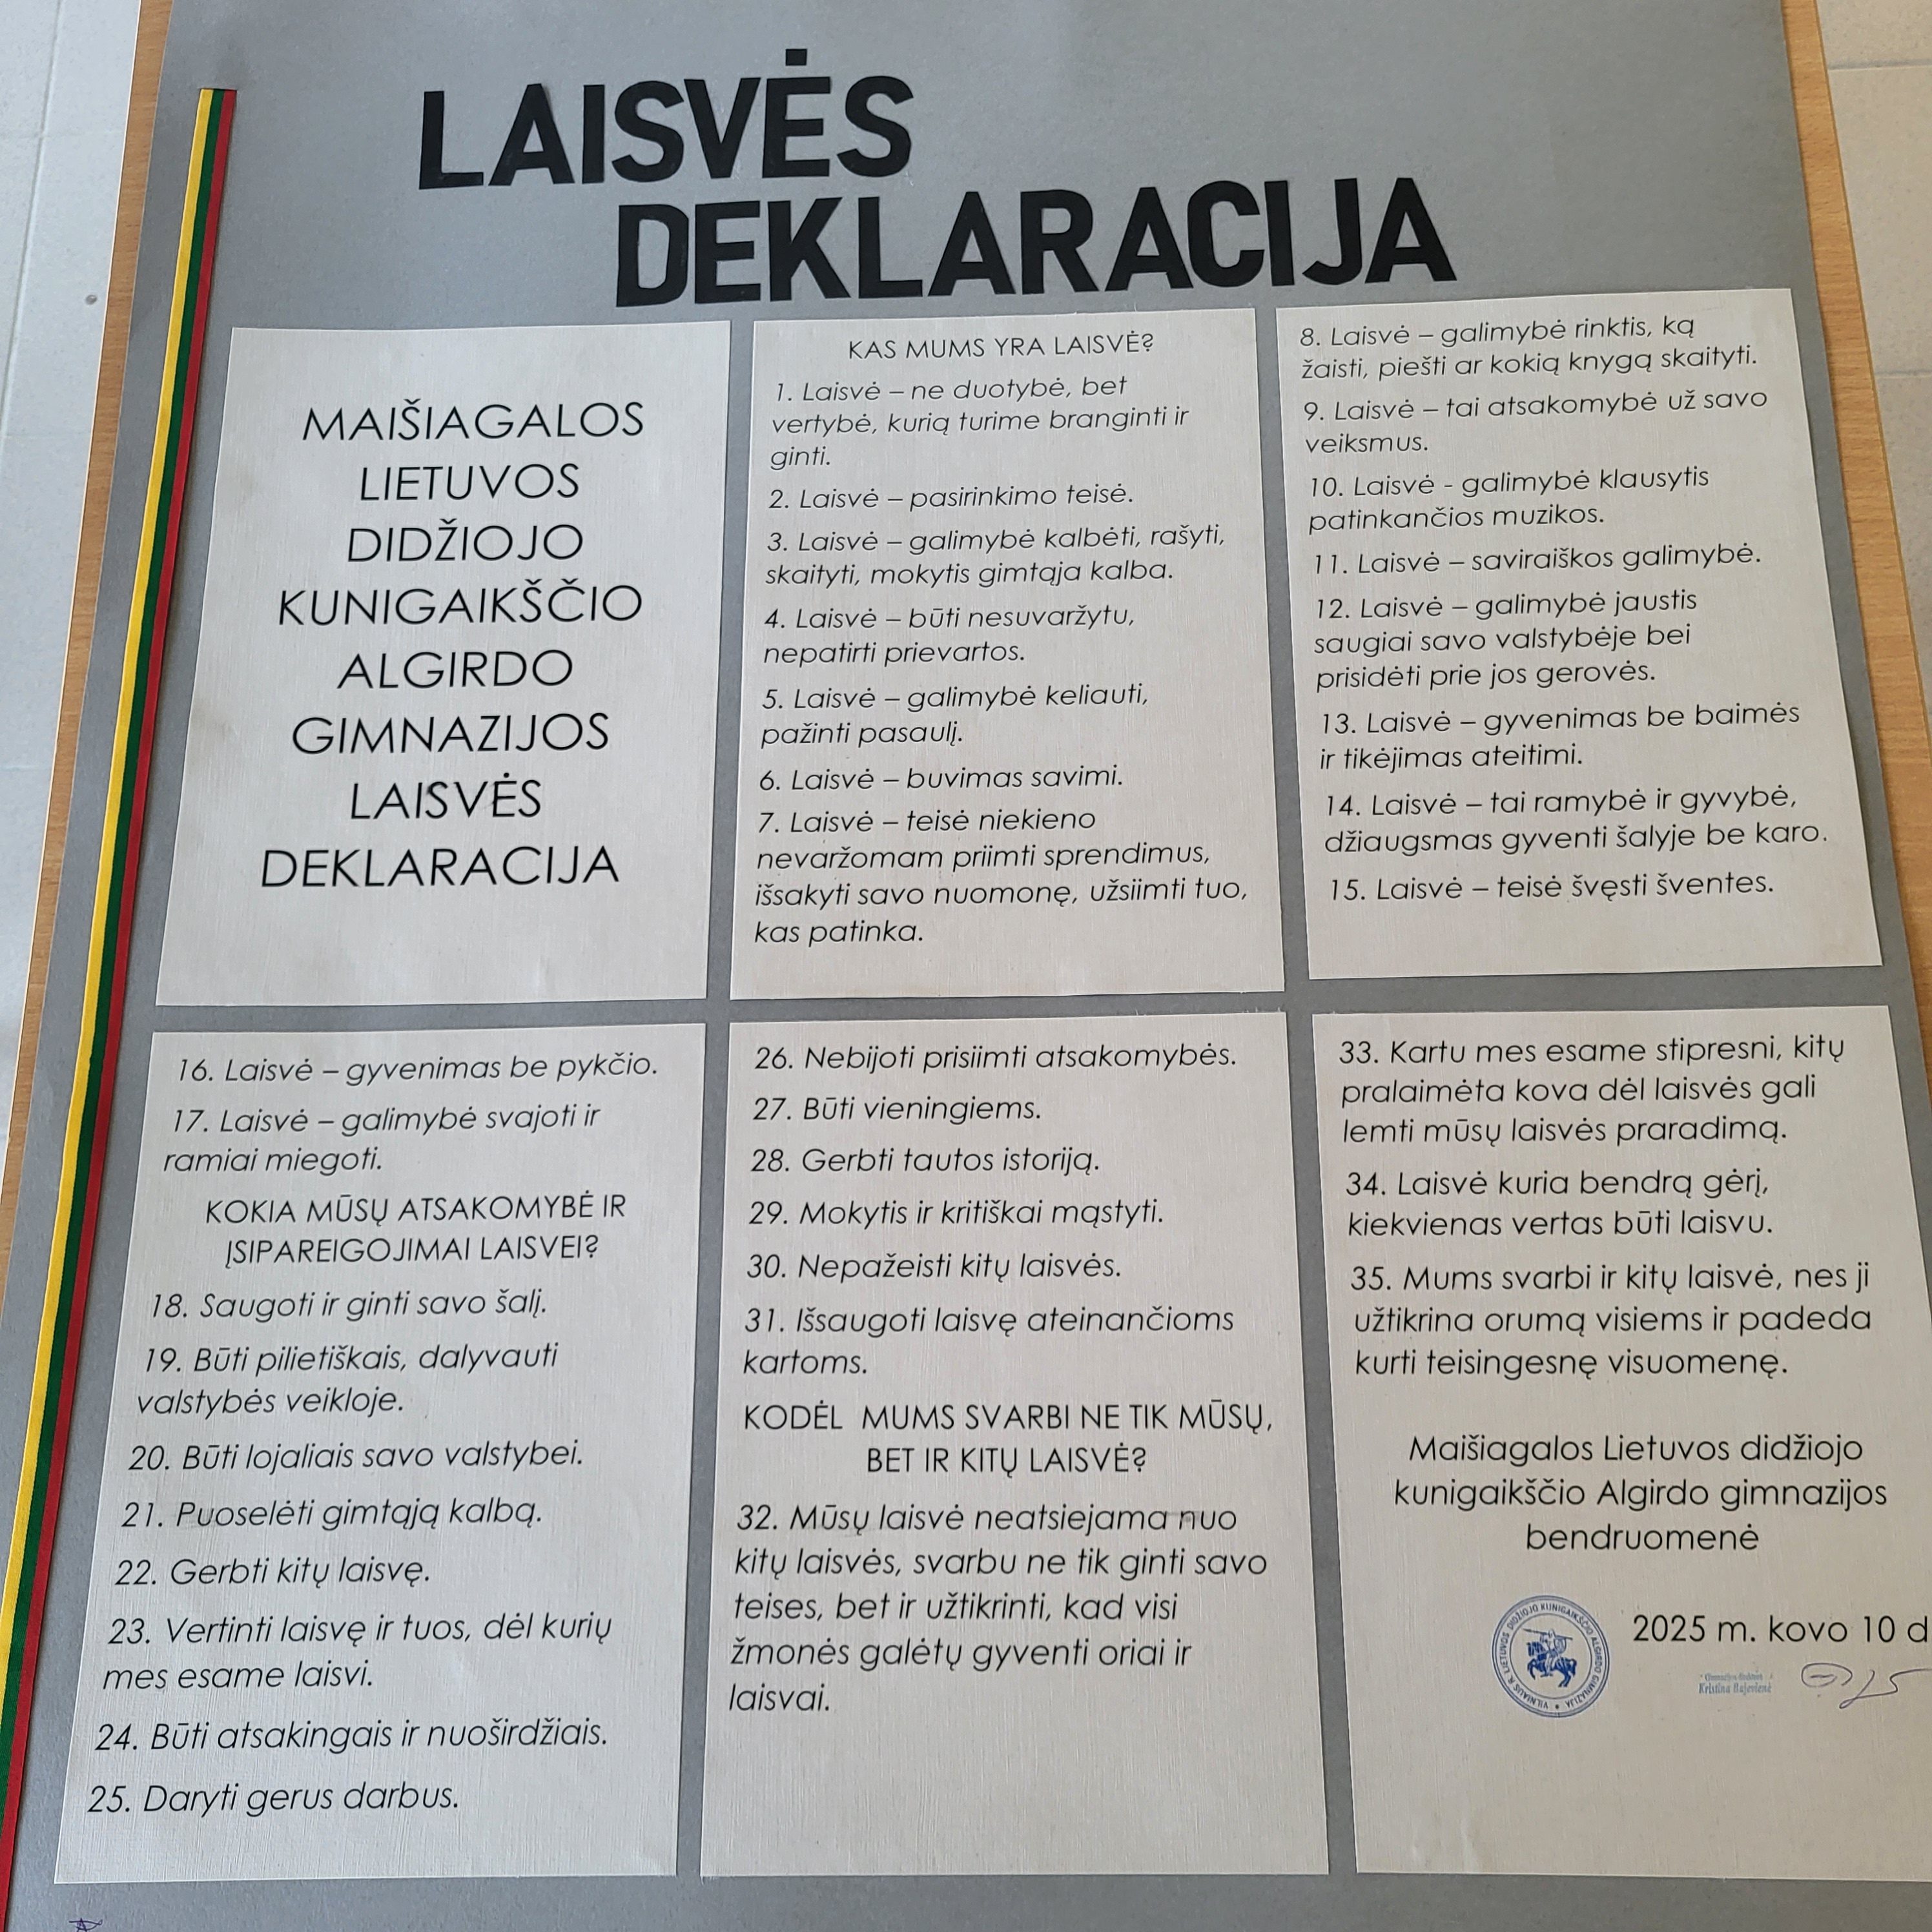 LAISVĖS
DEKLARACIJA
MAIŠIAGALOS
LIETUVOS
DIDŽIOJO
KUNIGAIKŠČIO
ALGIRDO
GIMNAZIJOS
LAISVĖS
DEKLARACIJA
KAS MUMS YRA LAISVĖ?
1. Laisvė – ne duotybė, bet
vertybė, kurią turime branginti ir
ginti.
2. Laisvė – pasirinkimo teisė.
3. Laisvė – galimybė kalbėti, rašyti,
skaityti, mokytis gimtąja kalba.
4. Laisvė – būti nesuvaržytu,
nepatirti prievartos.
5. Laisvė – galimybė keliauti,
pažinti pasaulį.
6. Laisvė – buvimas savimi.
7. Laisvė – teisė niekieno
nevaržomam priimti sprendimus,
išsakyti savo nuomonę, užsiimti tuo,
kas patinka.
8. Laisvė – galimybė rinktis, ką
žaisti, piešti ar kokią knygą skaityti.
9. Laisvė – tai atsakomybė už savo
veiksmus.
10. Laisvė - galimybė klausytis
patinkančios muzikos.
11. Laisvė – saviraiškos galimybė.
12. Laisvė – galimybė jaustis
saugiai savo valstybėje bei
prisidėti prie jos gerovės.
13. Laisvė – gyvenimas be baimės
ir tikėjimas ateitimi.
14. Laisvė – tai ramybė ir gyvybė,
džiaugsmas gyventi šalyje be karo.
15. Laisvė – teisė švęsti šventes.
16. Laisvė – gyvenimas be pykčio.
17. Laisvė – galimybė svajoti ir
ramiai miegoti.
KOKIA MŪSŲ ATSAKOMYBĖ IR
ĮSIPAREIGOJIMAI LAISVEI?
18. Saugoti ir ginti savo šalį.
19. Būti pilietiškais, dalyvauti
valstybės veikloje.
20. Būti lojaliais savo valstybei.
21. Puoselėti gimtąją kalbą.
22. Gerbti kitų laisvę.
23. Vertinti laisvę ir tuos, dėl kurių
mes esame laisvi.
24. Būti atsakingais ir nuoširdžiais.
25. Daryti gerus darbus.
26. Nebijoti prisiimti atsakomybės.
27. Būti vieningiems.
28. Gerbti tautos istoriją.
29. Mokytis ir kritiškai mąstyti.
30. Nepažeisti kitų laisvės.
31. Išsaugoti laisvę ateinančioms
kartoms.
KODĖL MUMS SVARBI NE TIK MŪSŲ,
BET IR KITŲ LAISVĖ?
32. Mūsų laisvė neatsiejama nuo
kitų laisvės, svarbu ne tik ginti savo
teises, bet ir užtikrinti, kad visi
žmonės galėtų gyventi oriai ir
laisvai.
33. Kartu mes esame stipresni, kitų
pralaimėta kova dėl laisvės gali
lemti mūsų laisvės praradimą.
34. Laisvė kuria bendrą gėrį,
kiekvienas vertas būti laisvu.
35. Mums svarbi ir kitų laisvė, nes ji
užtikrina orumą visiems ir padeda
kurti teisingesnę visuomenę.
Maišiagalos Lietuvos didžiojo
kunigaikščio Algirdo gimnazijos
bendruomenė
2025 m. kovo 10 d